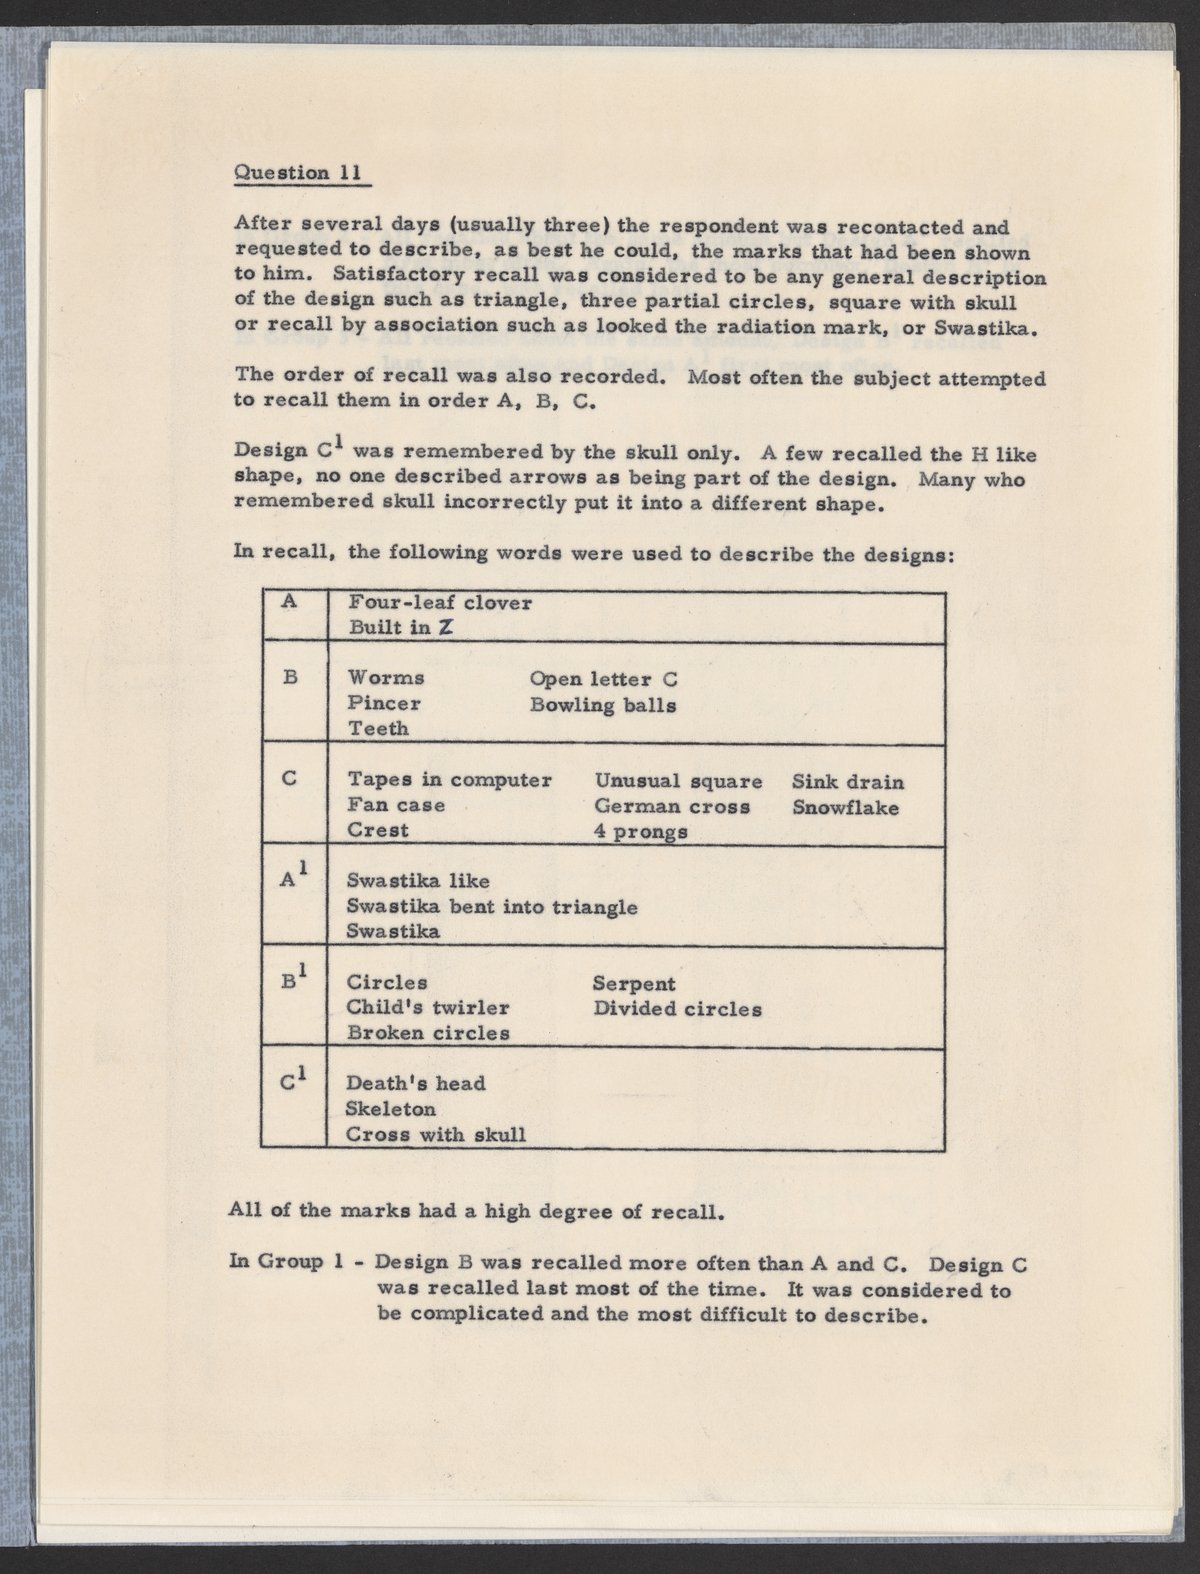 Question 11
After several days (usually three) the respondent was recontacted and
requested to describe, as best he could, the marks that had been shown
to him. Satisfactory recall was considered to be any general description
of the design such as triangle, three partial circles, square with skull
or recall by association such as looked the radiation mark, or Swastika.
The order of recall was also recorded. Most often the subject attempted
to recall them in order A, B, C.
Design C¹ was remembered by the skull only. A few recalled the H like
shape, no one described arrows as being part of the design. Many who
remembered skull incorrectly put it into a different shape.
In recall, the following words were used to describe the designs:
A Four-leaf clover
Built in Z
B Worms Open letter C
Pincer Bowling balls
Teeth
C Tapes in computer Unusual square Sink drain
Fan case German cross Snowflake
Crest 4 prongs
A¹ Swastika like
Swastika bent into triangle
Swastika
B¹ Circles Serpent
Child's twirler Divided circles
Broken circles
C¹ Death's head
Skeleton
Cross with skull
All of the marks had a high degree of recall.
In Group 1 - Design B was recalled more often than A and C. Design C
was recalled last most of the time. It was considered to
be complicated and the most difficult to describe.